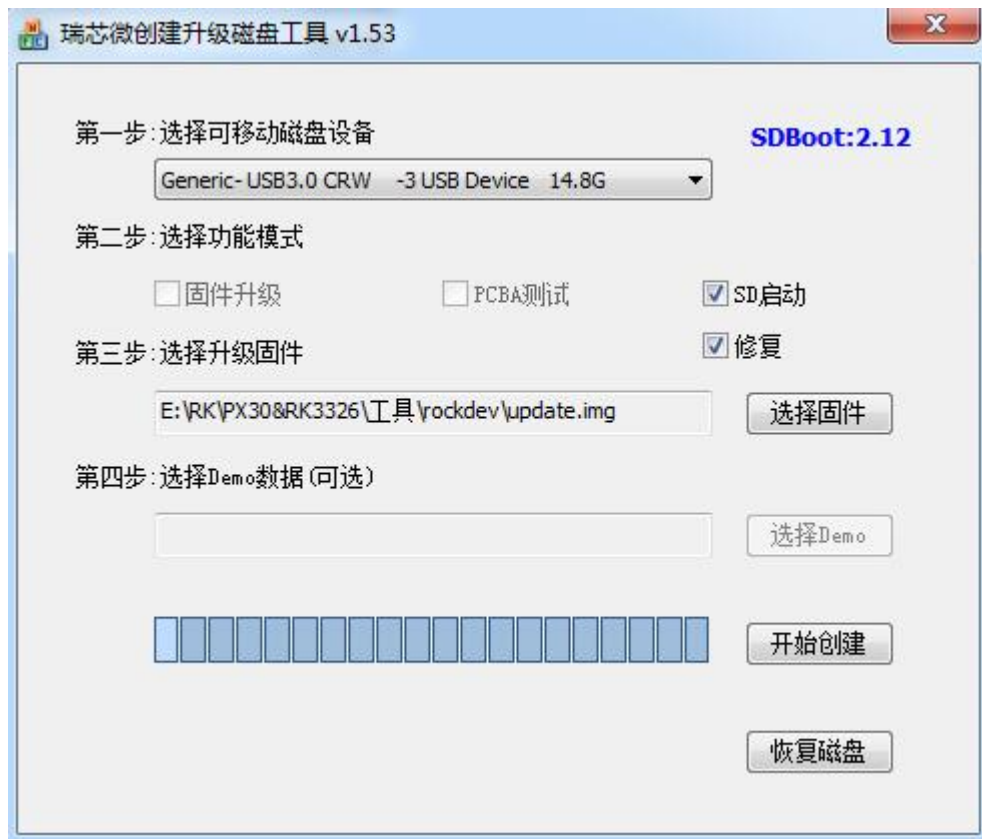 瑞芯微创建升级磁盘工具 v1.53
第一步:选择可移动磁盘设备
SDBoot:2.12
Generic- USB3.0 CRW -3 USB Device 14.8G
第二步:选择功能模式
固件升级 PCBA测试 SD启动
第三步:选择升级固件 修复
E:\RK\PX30&RK3326\工具\rockdev\update.img 选择固件
第四步:选择Demo数据(可选)
选择Demo
开始创建
恢复磁盘